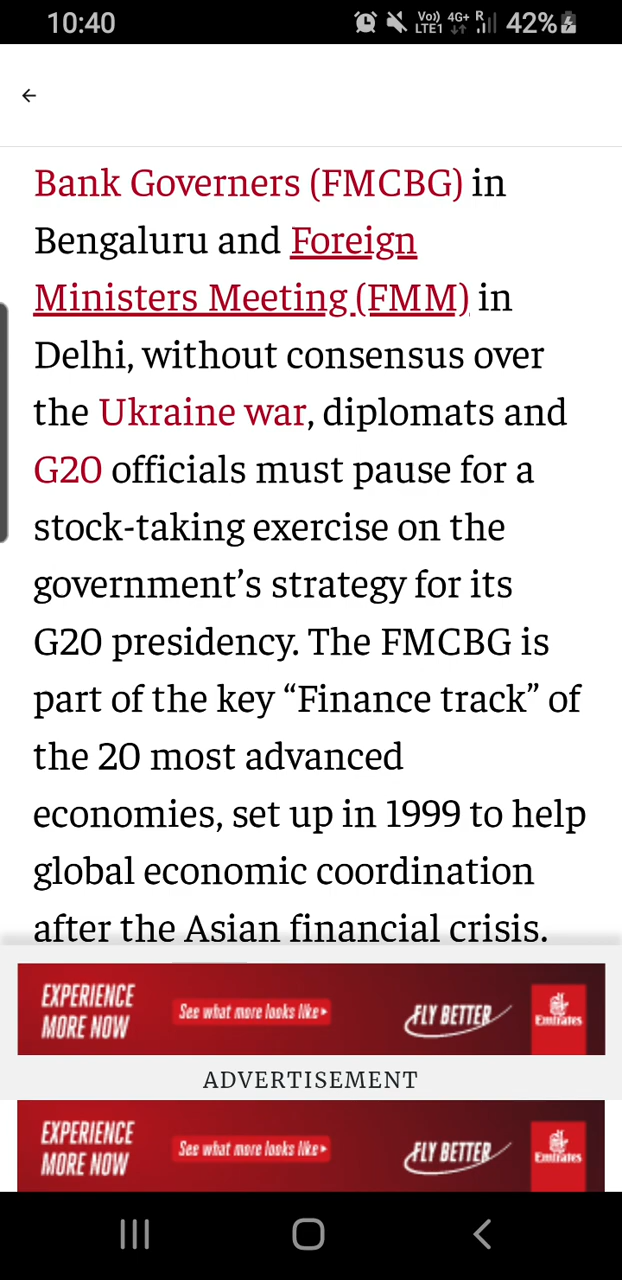 10:40
Vo)) 4G+ R
LTE1
42%
Bank Governers (FMCBG) in
Bengaluru and Foreign
Ministers Meeting (FMM) in
Delhi, without consensus over
the Ukraine war, diplomats and
G20 officials must pause for a
stock-taking exercise on the
government’s strategy for its
G20 presidency. The FMCBG is
part of the key “Finance track” of
the 20 most advanced
economies, set up in 1999 to help
global economic coordination
after the Asian financial crisis.
EXPERIENCE
MORE NOW
See what more looks like
FLY BETTER
Emirates
ADVERTISEMENT
EXPERIENCE
MORE NOW
See what more looks like
FLY BETTER
Emirates